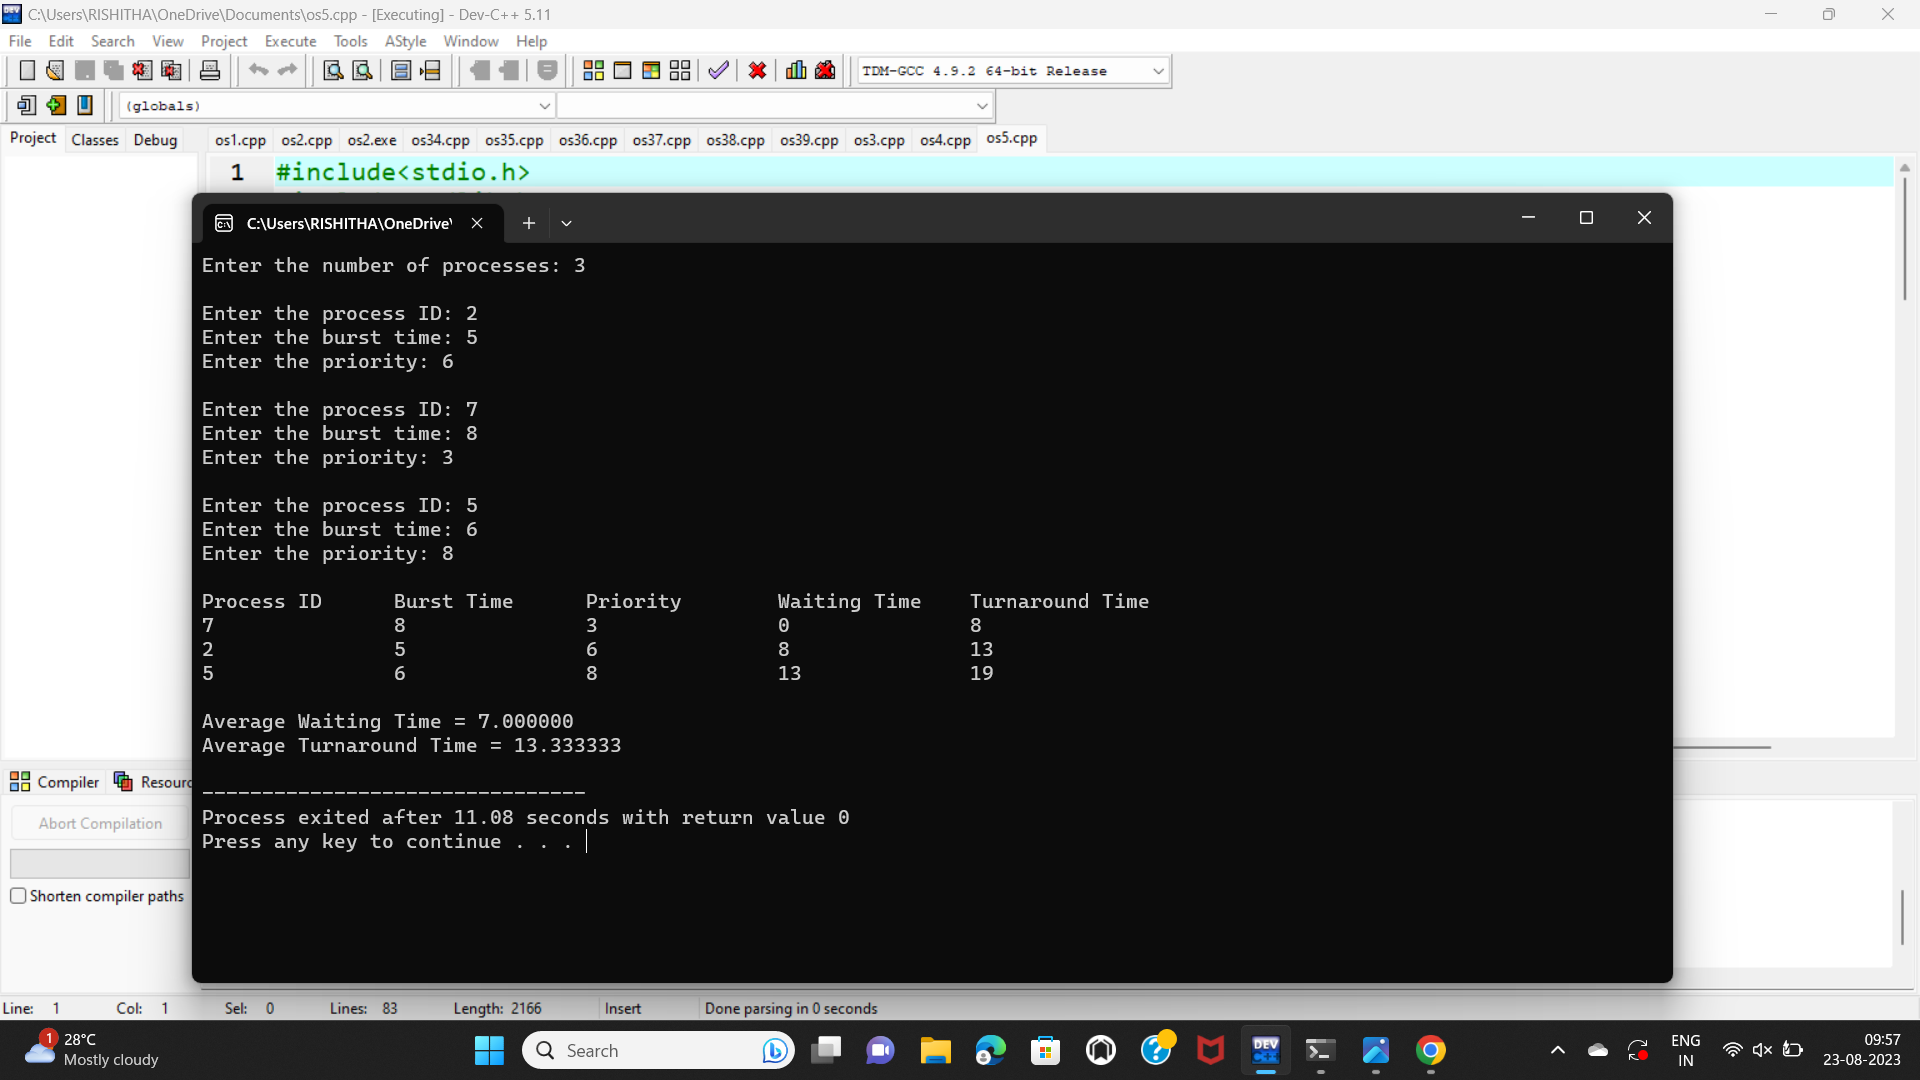 C:\Users\RISHITHA\OneDrive\Documents\os5.cpp - [Executing] - Dev-C++ 5.11
File Edit Search View Project Execute Tools AStyle Window Help
TDM-GCC 4.9.2 64-bit Release
(globals)
Project Classes Debug os1.cpp os2.cpp os2.exe os34.cpp os35.cpp os36.cpp os37.cpp os38.cpp os39.cpp os3.cpp os4.cpp os5.cpp
1 #include<stdio.h>
C:\Users\RISHITHA\OneDrive\
Enter the number of processes: 3
Enter the process ID: 2
Enter the burst time: 5
Enter the priority: 6
Enter the process ID: 7
Enter the burst time: 8
Enter the priority: 3
Enter the process ID: 5
Enter the burst time: 6
Enter the priority: 8
Process ID Burst Time Priority Waiting Time Turnaround Time
7 8 3 0 8
2 5 6 8 13
5 6 8 13 19
Average Waiting Time = 7.000000
Average Turnaround Time = 13.333333
--------------------------------
Process exited after 11.08 seconds with return value 0
Press any key to continue . . .
Compiler Resourc
Abort Compilation
Shorten compiler paths
Line: 1 Col: 1 Sel: 0 Lines: 83 Length: 2166 Insert Done parsing in 0 seconds
1 28°C
Mostly cloudy
Search
DEV C++
ENG
IN
09:57
23-08-2023